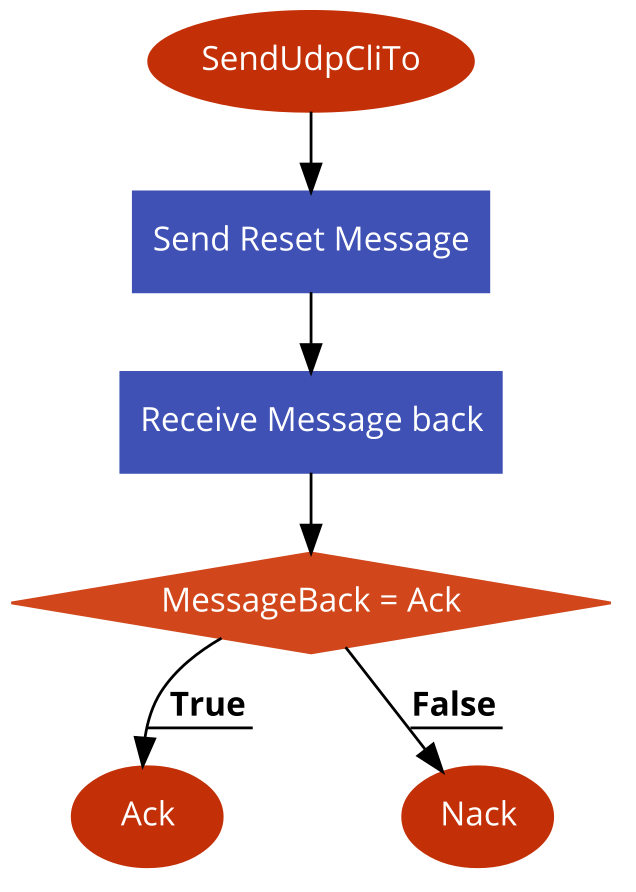 SendUdpCliTo
Send Reset Message
Receive Message back
MessageBack = Ack
True
False
Ack
Nack